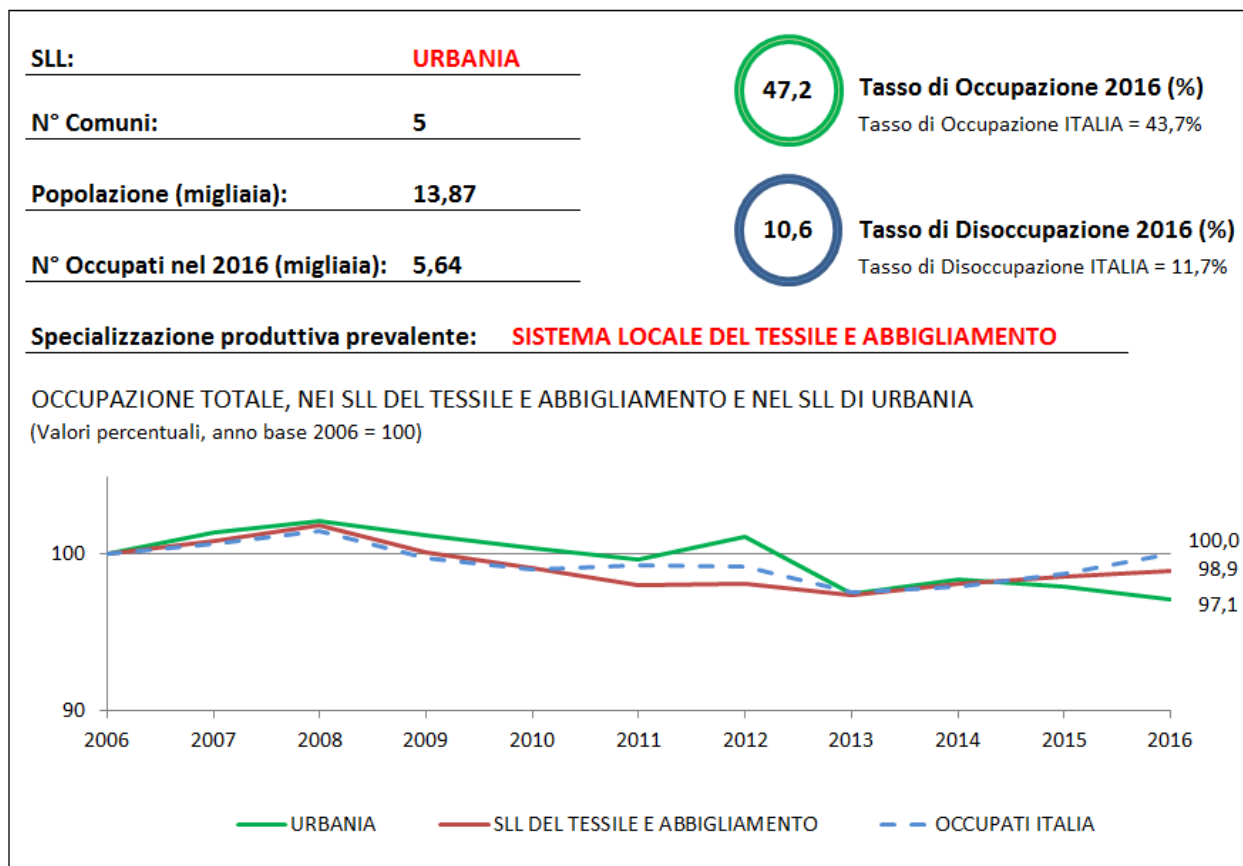 SLL: URBANIA
N° Comuni: 5
Popolazione (migliaia): 13,87
N° Occupati nel 2016 (migliaia): 5,64
47,2
Tasso di Occupazione 2016 (%)
Tasso di Occupazione ITALIA = 43,7%
10,6
Tasso di Disoccupazione 2016 (%)
Tasso di Disoccupazione ITALIA = 11,7%
Specializzazione produttiva prevalente: SISTEMA LOCALE DEL TESSILE E ABBIGLIAMENTO
OCCUPAZIONE TOTALE, NEI SLL DEL TESSILE E ABBIGLIAMENTO E NEL SLL DI URBANIA
(Valori percentuali, anno base 2006 = 100)
100
90
100,0
98,9
97,1
2006 2007 2008 2009 2010 2011 2012 2013 2014 2015 2016
URBANIA SLL DEL TESSILE E ABBIGLIAMENTO OCCUPATI ITALIA